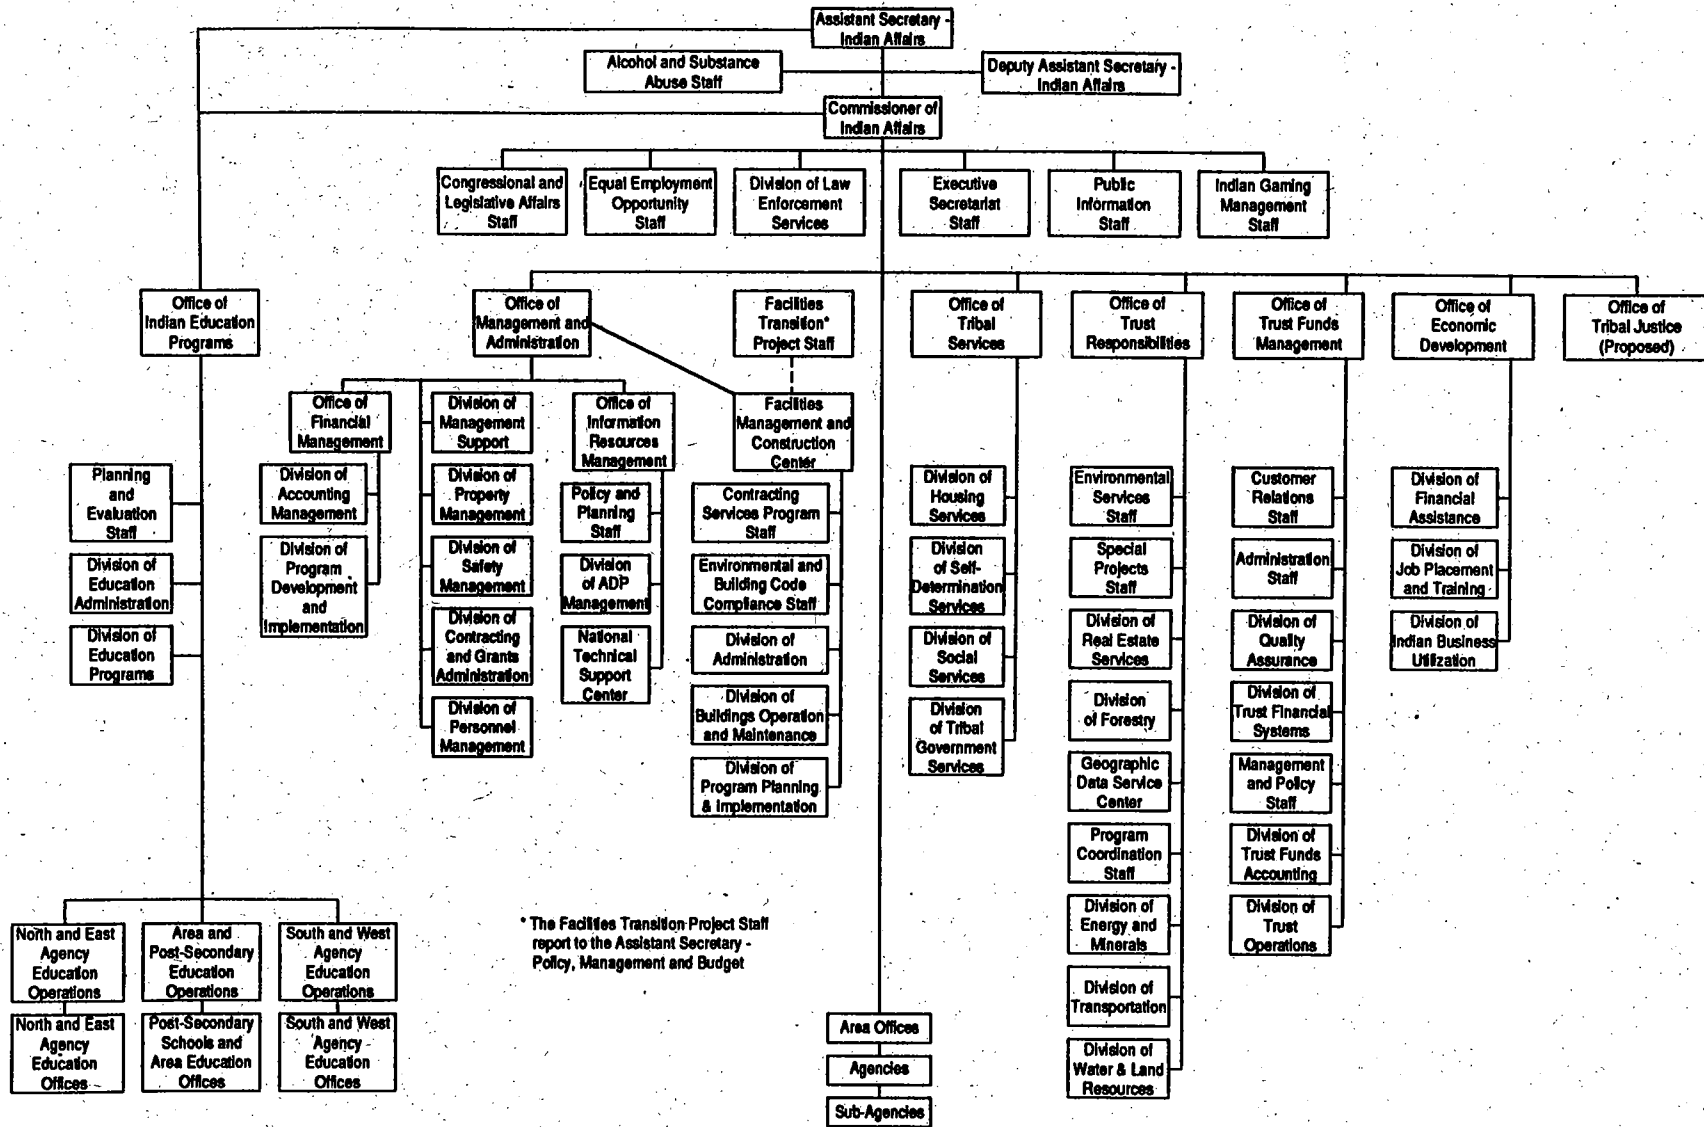 Assistant Secretary -
Indian Affairs
Alcohol and Substance
Abuse Staff
Deputy Assistant Secretary -
Indian Affairs
Commissioner of
Indian Affairs
Congressional and
Legislative Affairs
Staff
Equal Employment
Opportunity
Staff
Division of Law
Enforcement
Services
Executive
Secretariat
Staff
Public
Information
Staff
Indian Gaming
Management
Staff
Office of
Indian Education
Programs
Office of
Management and
Administration
Facilities
Transition*
Project Staff
Office of
Tribal
Services
Office of
Trust
Responsibilities
Office of
Trust Funds
Management
Office of
Economic
Development
Office of
Tribal Justice
(Proposed)
Planning
and
Evaluation
Staff
Division of
Education
Administration
Division of
Education
Programs
Office of
Financial
Management
Division of
Accounting
Management
Division of
Program
Development
and
Implementation
Division of
Management
Support
Division of
Property
Management
Division of
Safety
Management
Division of
Contracting
and Grants
Administration
Division of
Personnel
Management
Office of
Information
Resources
Management
Policy and
Planning
Staff
Division
of ADP
Management
National
Technical
Support
Center
Facilities
Management and
Construction
Center
Contracting
Services Program
Staff
Environmental and
Building Code
Compliance Staff
Division of
Administration
Division of
Buildings Operation
and Maintenance
Division of
Program Planning
& Implementation
Division of
Housing
Services
Division
of Self-
Determination
Services
Division of
Social
Services
Division
of Tribal
Government
Services
Environmental
Services
Staff
Special
Projects
Staff
Division of
Real Estate
Services
Division
of Forestry
Geographic
Data Service
Center
Program
Coordination
Staff
Division of
Energy and
Minerals
Division of
Transportation
Division of
Water & Land
Resources
Customer
Relations
Staff
Administration
Staff
Division of
Quality
Assurance
Division of
Trust Financial
Systems
Management
and Policy
Staff
Division of
Trust Funds
Accounting
Division of
Trust
Operations
Division of
Financial
Assistance
Division of
Job Placement
and Training
Division of
Indian Business
Utilization
North and East
Agency
Education
Operations
Area and
Post-Secondary
Education
Operations
South and West
Agency
Education
Operations
North and East
Agency
Education
Offices
Post-Secondary
Schools and
Area Education
Offices
South and West
Agency
Education
Offices
* The Facilities Transition Project Staff
report to the Assistant Secretary -
Policy, Management and Budget
Area Offices
Agencies
Sub-Agencies